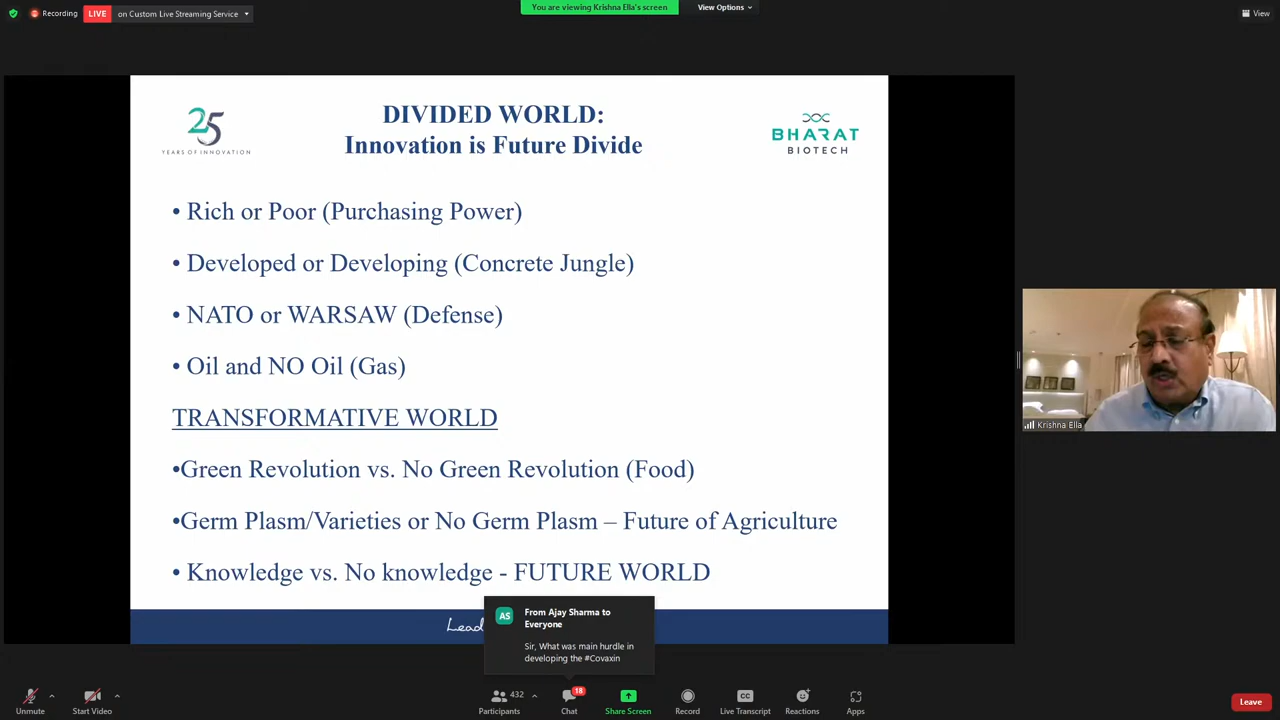 Recording
LIVE
on Custom Live Streaming Service
You are viewing Krishna Ella's screen
View Options
View
25
YEARS OF INNOVATION
DIVIDED WORLD:
Innovation is Future Divide
BHARAT
BIOTECH
• Rich or Poor (Purchasing Power)
• Developed or Developing (Concrete Jungle)
• NATO or WARSAW (Defense)
• Oil and NO Oil (Gas)
TRANSFORMATIVE WORLD
•Green Revolution vs. No Green Revolution (Food)
•Germ Plasm/Varieties or No Germ Plasm – Future of Agriculture
• Knowledge vs. No knowledge - FUTURE WORLD
Lead
Krishna Ella
AS
From Ajay Sharma to
Everyone
Sir, What was main hurdle in
developing the #Covaxin
Unmute
Start Video
432
Participants
18
Chat
Share Screen
Record
CC
Live Transcript
Reactions
Apps
Leave